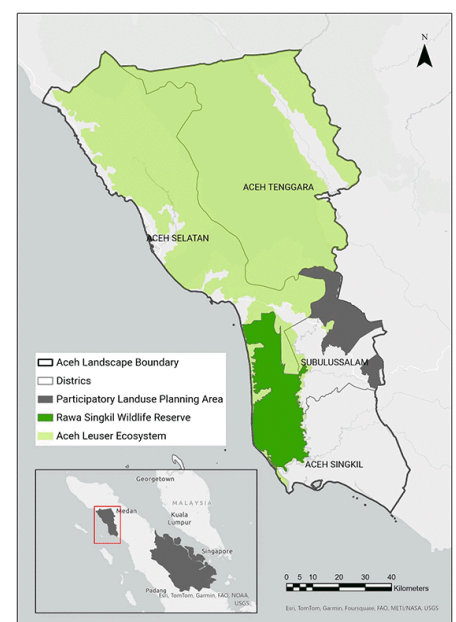 N
ACEH TENGGARA
ACEH SELATAN
SUBULUSSALAM
ACEH SINGKIL
Aceh Landscape Boundary
Districs
Participatory Landuse Planning Area
Rawa Singkil Wildlife Reserve
Aceh Leuser Ecosystem
Georgetown
MALAYSIA
Medan
Kuala
Lumpur
Singapore
Padang
Esri, TomTom, Garmin, FAO, NOAA,
USGS
0 5 10 20 30 40
Kilometers
Esri, TomTom, Garmin, Foursquare, FAO, METI/NASA, USGS